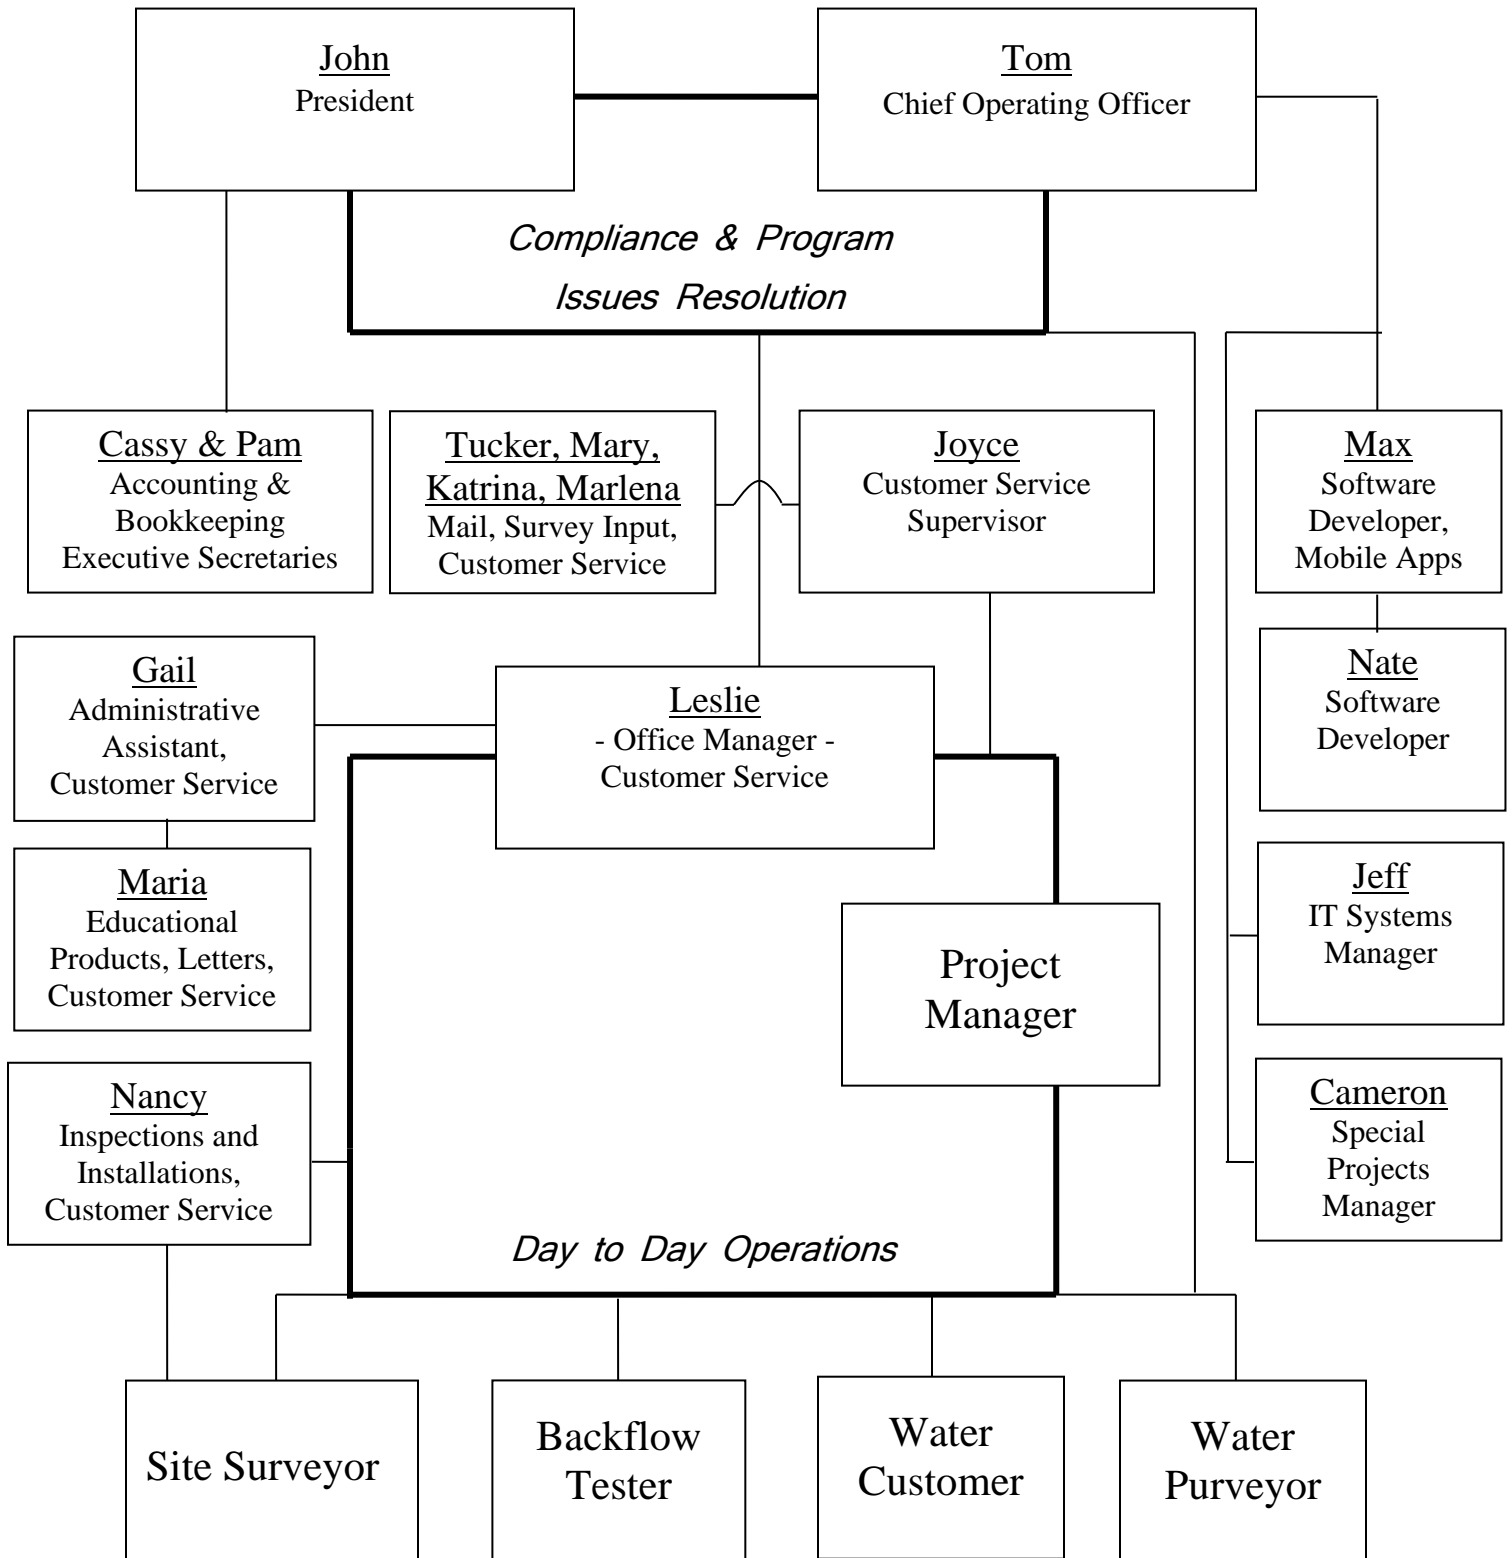 John
President
Tom
Chief Operating Officer
Compliance & Program
Issues Resolution
Cassy & Pam
Accounting &
Bookkeeping
Executive Secretaries
Tucker, Mary,
Katrina, Marlena
Mail, Survey Input,
Customer Service
Joyce
Customer Service
Supervisor
Max
Software
Developer,
Mobile Apps
Gail
Administrative
Assistant,
Customer Service
Leslie
- Office Manager -
Customer Service
Nate
Software
Developer
Maria
Educational
Products, Letters,
Customer Service
Project
Manager
Jeff
IT Systems
Manager
Nancy
Inspections and
Installations,
Customer Service
Cameron
Special
Projects
Manager
Day to Day Operations
Site Surveyor
Backflow
Tester
Water
Customer
Water
Purveyor